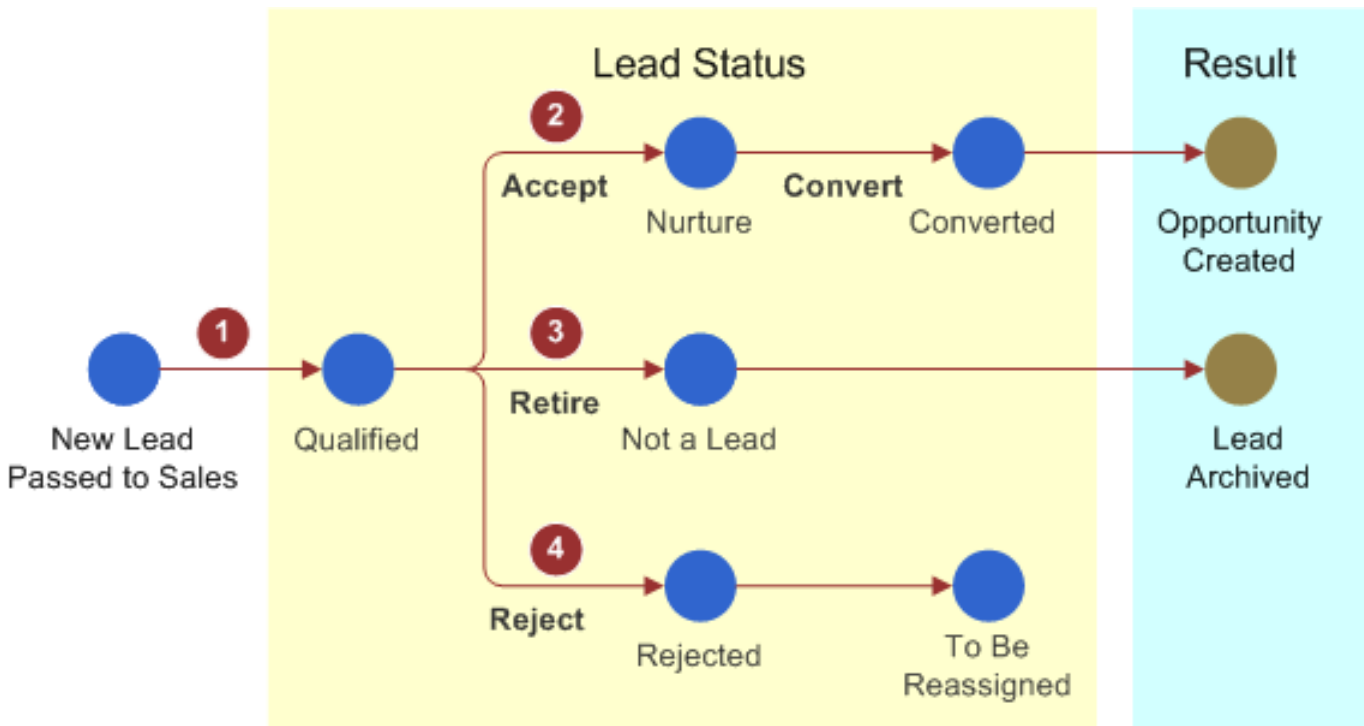 Lead Status
Result
2
Accept
Convert
Nurture
Converted
Opportunity
Created
1
3
Retire
New Lead
Passed to Sales
Qualified
Not a Lead
Lead
Archived
4
Reject
Rejected
To Be
Reassigned